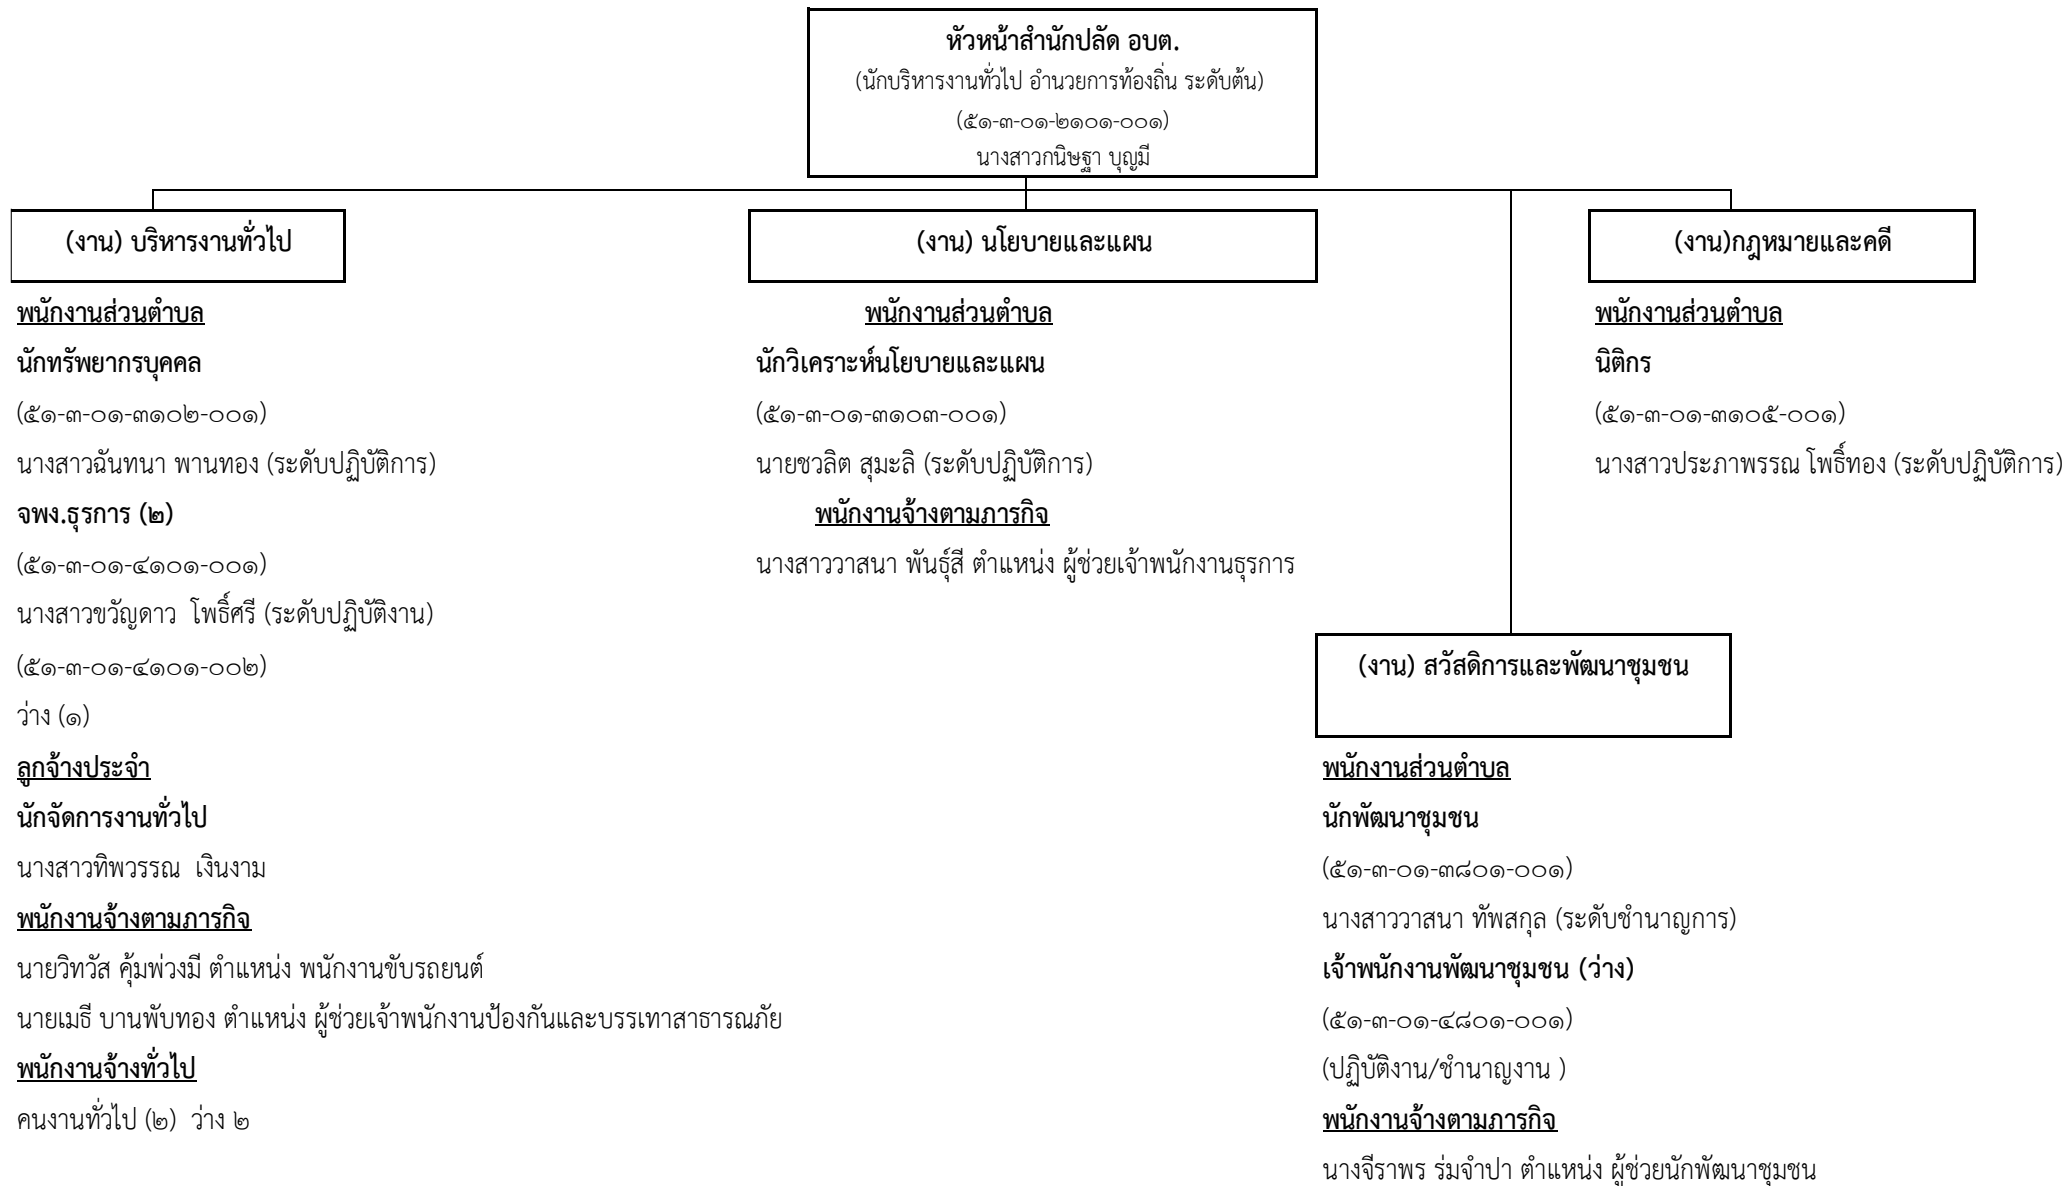 หัวหน้าสำนักปลัด อบต.
(นักบริหารงานทั่วไป อำนวยการท้องถิ่น ระดับต้น)
(๕๑-๓-๐๑-๒๑๐๑-๐๐๑)
นางสาวกนิษฐา บุญมี
(งาน) บริหารงานทั่วไป
พนักงานส่วนตำบล
นักทรัพยากรบุคคล
(๕๑-๓-๐๑-๓๑๐๒-๐๐๑)
นางสาวฉันทนา พานทอง (ระดับปฏิบัติการ)
จพง.ธุรการ (๒)
(๕๑-๓-๐๑-๔๑๐๑-๐๐๑)
นางสาวขวัญดาว โพธิ์ศรี (ระดับปฏิบัติงาน)
(๕๑-๓-๐๑-๔๑๐๑-๐๐๒)
ว่าง (๑)
ลูกจ้างประจำ
นักจัดการงานทั่วไป
นางสาวทิพวรรณ เงินงาม
พนักงานจ้างตามภารกิจ
นายวิทวัส คุ้มพ่วงมี ตำแหน่ง พนักงานขับรถยนต์
นายเมธี บานพับทอง ตำแหน่ง ผู้ช่วยเจ้าพนักงานป้องกันและบรรเทาสาธารณภัย
พนักงานจ้างทั่วไป
คนงานทั่วไป (๒) ว่าง ๒
(งาน) นโยบายและแผน
พนักงานส่วนตำบล
นักวิเคราะห์นโยบายและแผน
(๕๑-๓-๐๑-๓๑๐๓-๐๐๑)
นายชวลิต สุมะลิ (ระดับปฏิบัติการ)
พนักงานจ้างตามภารกิจ
นางสาววาสนา พันธุ์สี ตำแหน่ง ผู้ช่วยเจ้าพนักงานธุรการ
(งาน)กฎหมายและคดี
พนักงานส่วนตำบล
นิติกร
(๕๑-๓-๐๑-๓๑๐๕-๐๐๑)
นางสาวประภาพรรณ โพธิ์ทอง (ระดับปฏิบัติการ)
(งาน) สวัสดิการและพัฒนาชุมชน
พนักงานส่วนตำบล
นักพัฒนาชุมชน
(๕๑-๓-๐๑-๓๘๐๑-๐๐๑)
นางสาววาสนา ทัพสกุล (ระดับชำนาญการ)
เจ้าพนักงานพัฒนาชุมชน (ว่าง)
(๕๑-๓-๐๑-๔๘๐๑-๐๐๑)
(ปฏิบัติงาน/ชำนาญงาน )
พนักงานจ้างตามภารกิจ
นางจีราพร ร่มจำปา ตำแหน่ง ผู้ช่วยนักพัฒนาชุมชน